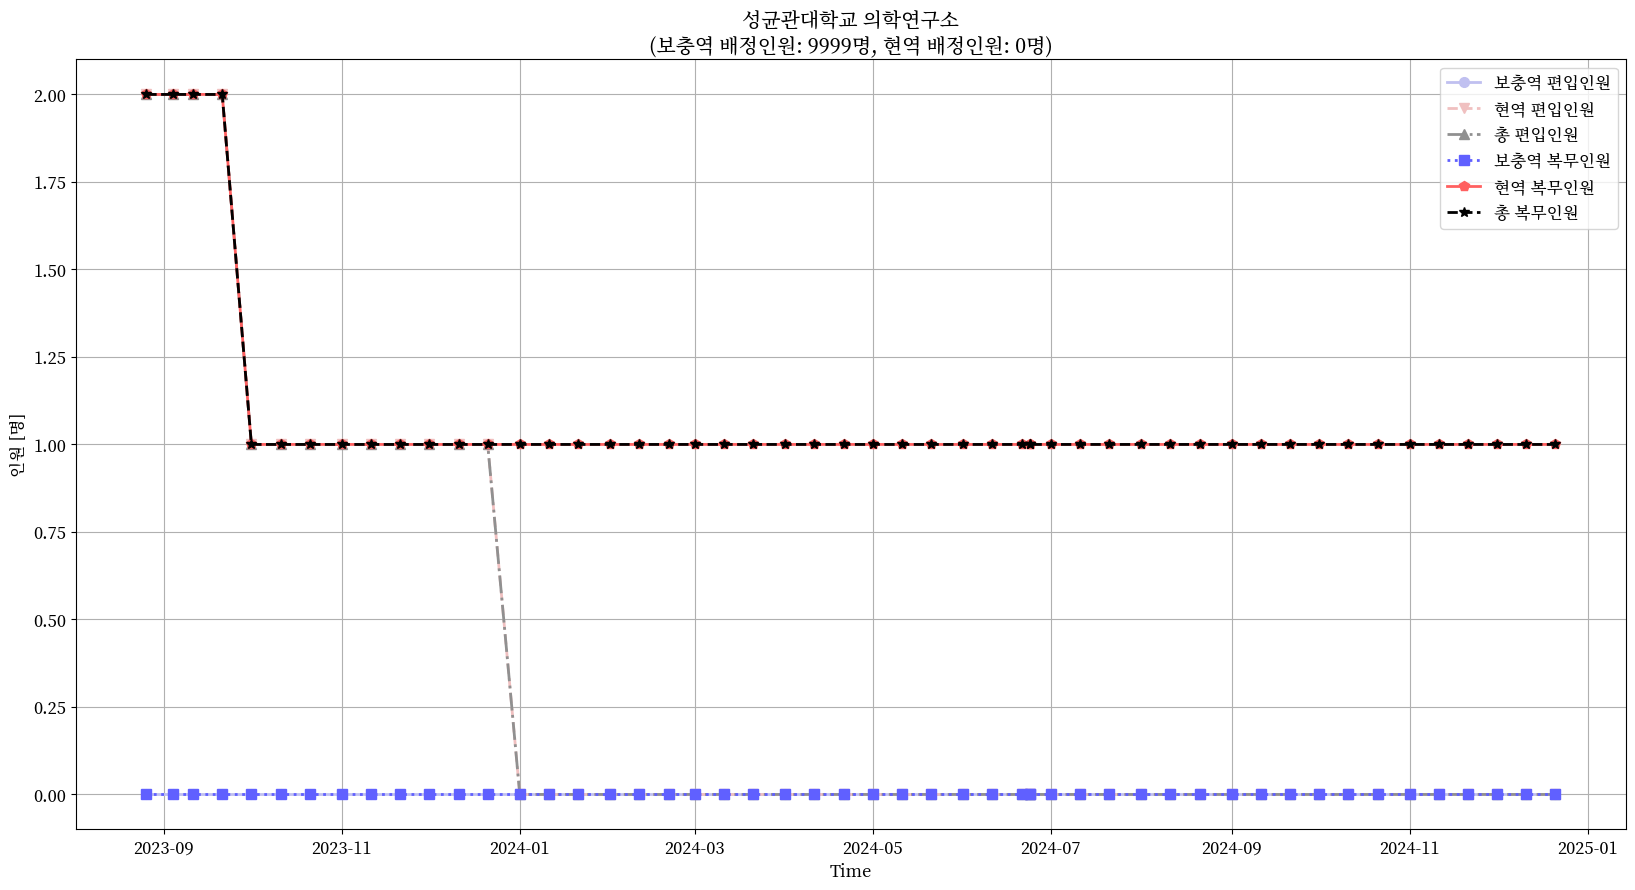 성균관대학교 의학연구소
(보충역 배정인원: 9999명, 현역 배정인원: 0명)
보충역 편입인원
현역 편입인원
총 편입인원
보충역 복무인원
현역 복무인원
총 복무인원
인원 [명]
2.00
1.75
1.50
1.25
1.00
0.75
0.50
0.25
0.00
2023-09 2023-11 2024-01 2024-03 2024-05 2024-07 2024-09 2024-11 2025-01
Time